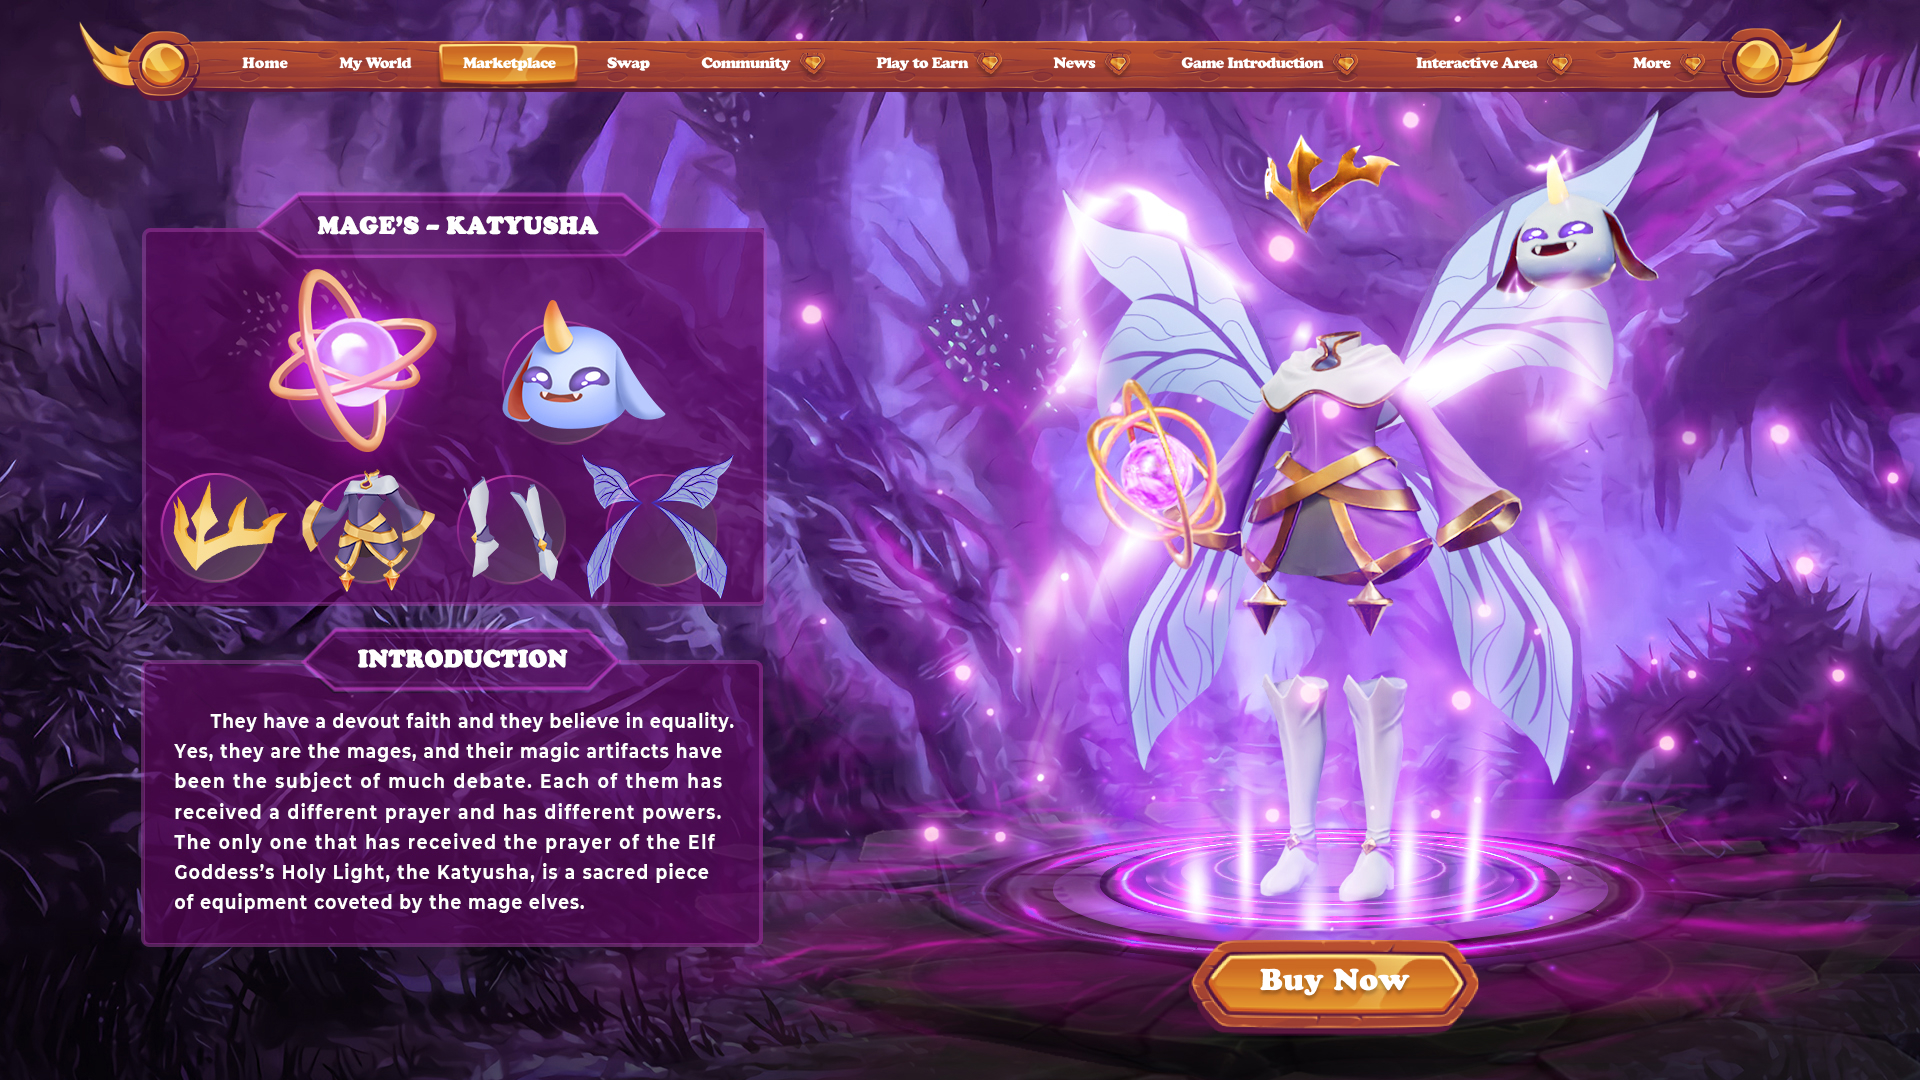 Home My World Marketplace Swap Community Play to Earn News Game Introduction Interactive Area More
MAGE’S – KATYUSHA
INTRODUCTION
They have a devout faith and they believe in equality.
Yes, they are the mages, and their magic artifacts have
been the subject of much debate. Each of them has
received a different prayer and has different powers.
The only one that has received the prayer of the Elf
Goddess’s Holy Light, the Katyusha, is a sacred piece
of equipment coveted by the mage elves.
Buy Now